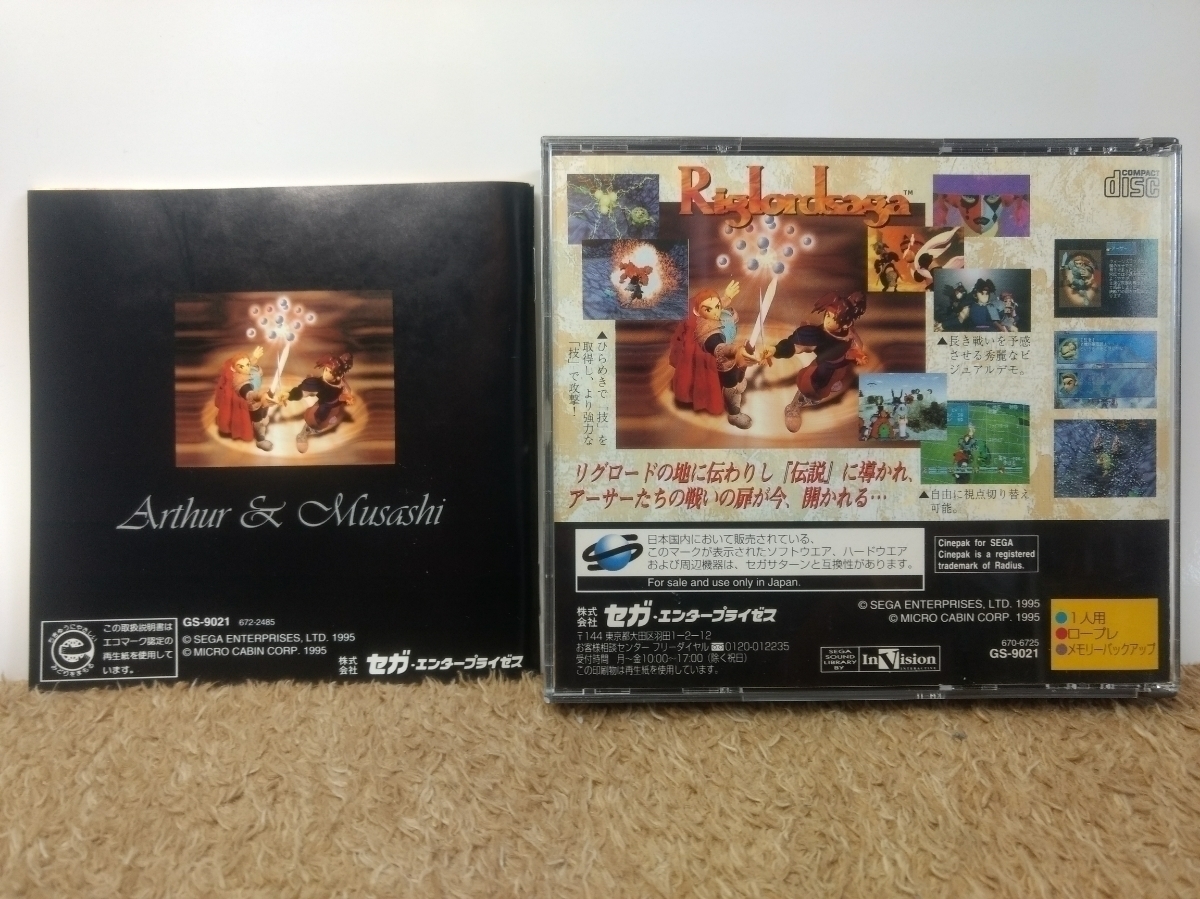 Arthur & Musashi
この取扱説明書は
エコマーク認定の
再生紙を使用して
います。
GS-9021 672-2485
© SEGA ENTERPRISES, LTD. 1995
© MICRO CABIN CORP. 1995
株式会社 セガ・エンタープライゼス
Riglordsaga™
COMPACT
disc
▲ひらめきで「技」を
取得し、より強力な
「技」で攻撃!
▲長き戦いを予感
させる秀麗なビ
ジュアルデモ。
▲自由に視点切り替え
可能。
リグロードの地に伝わりし『伝説』に導かれ、
アーサーたちの戦いの扉が今、開かれる…
日本国内において販売されている、
このマークが表示されたソフトウエア、ハードウエア
および周辺機器は、セガサターンと互換性があります。
For sale and use only in Japan.
Cinepak for SEGA
Cinepak is a registered
trademark of Radius.
株式会社 セガ・エンタープライゼス
〒144 東京都大田区羽田1-2-12
お客様相談センター フリーダイヤル 0120-012235
受付時間 月~金10:00~17:00 (除く祝日)
この印刷物は再生紙を使用しています。
© SEGA ENTERPRISES, LTD. 1995
© MICRO CABIN CORP. 1995
670-6725
GS-9021
SEGA
SOUND
LIBRARY
BY
InVision
INTERACTIVE
1人用
ロープレ
メモリーバックアップ